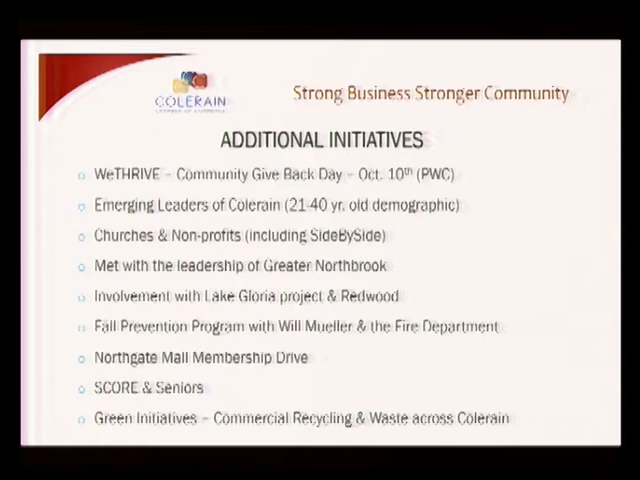 COLERAIN
Strong Business Stronger Community
ADDITIONAL INITIATIVES
WeTHRIVE – Community Give Back Day – Oct. 10th (PWC)
Emerging Leaders of Colerain (21-40 yr. old demographic)
Churches & Non-profits (including SideBySide)
Met with the leadership of Greater Northbrook
Involvement with Lake Gloria project & Redwood
Fall Prevention Program with Will Mueller & the Fire Department
Northgate Mall Membership Drive
SCORE & Seniors
Green Initiatives – Commercial Recycling & Waste across Colerain